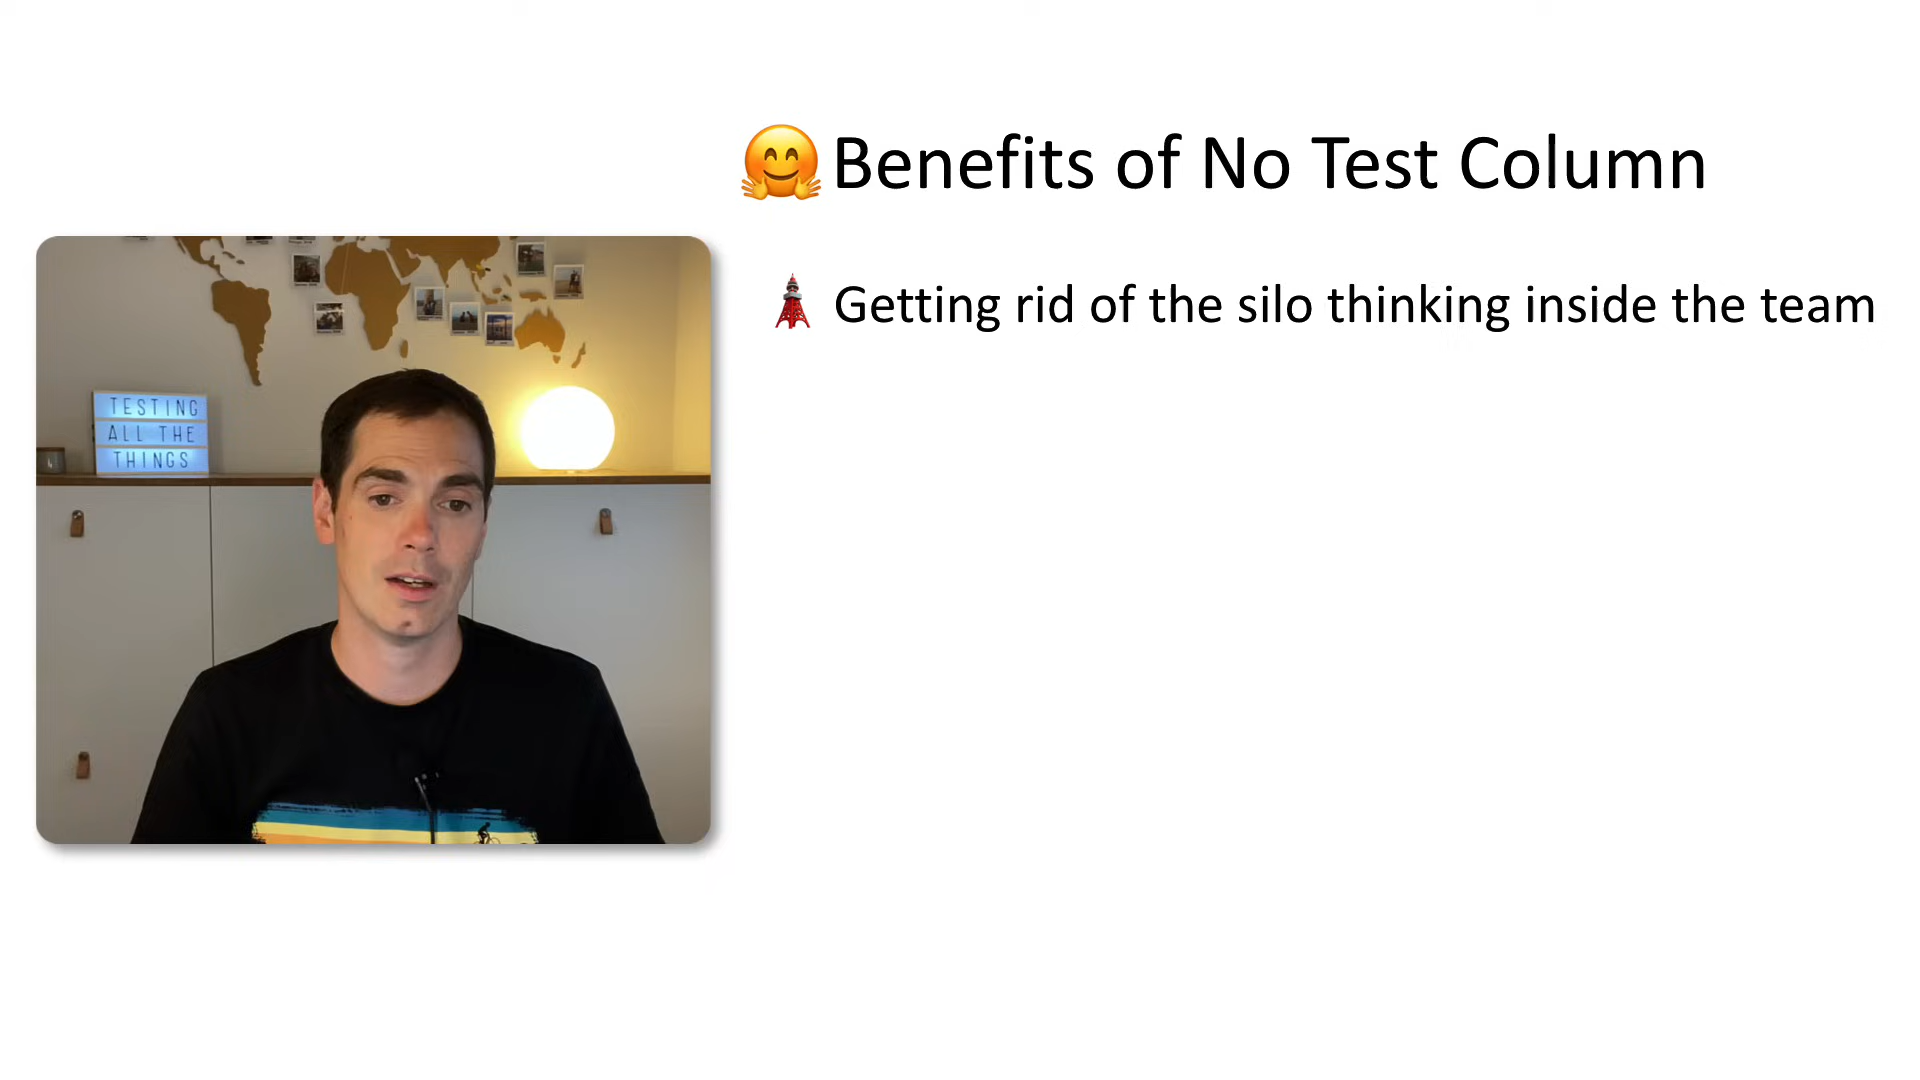 🤗 Benefits of No Test Column
🗼 Getting rid of the silo thinking inside the team
TESTING
ALL THE
THINGS